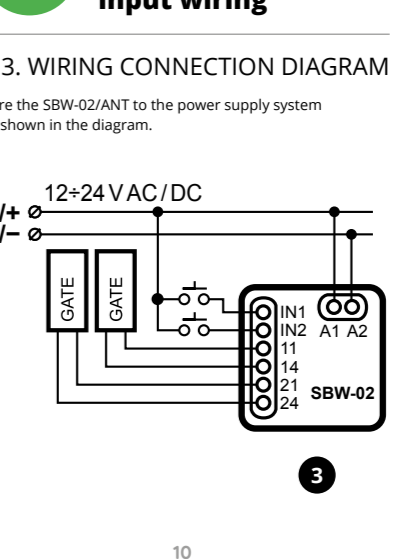 Input wiring
3. WIRING CONNECTION DIAGRAM
re the SBW-02/ANT to the power supply system
shown in the diagram.
12÷24 V AC/DC
/+
/−
GATE
GATE
IN1
IN2
11
14
21
24
A1 A2
SBW-02
3
10